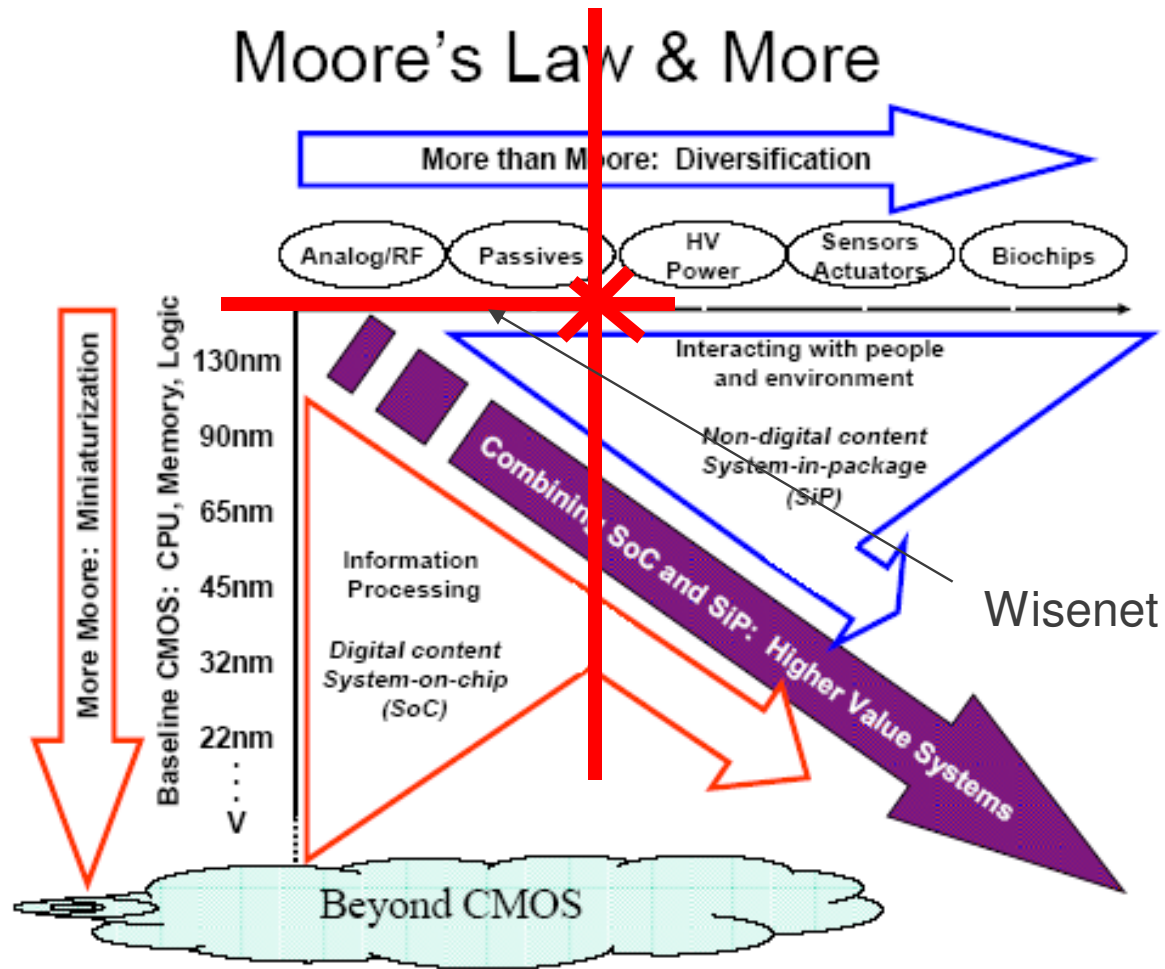 Moore's Law & More
More than Moore: Diversification
Analog/RF
Passives
HV
Power
Sensors
Actuators
Biochips
More Moore: Miniaturization
Baseline CMOS: CPU, Memory, Logic
130nm
90nm
65nm
45nm
32nm
22nm
V
Interacting with people
and environment
Non-digital content
System-in-package
(SiP)
Combining SoC and SiP: Higher Value Systems
Information
Processing
Digital content
System-on-chip
(SoC)
Wisenet
Beyond CMOS